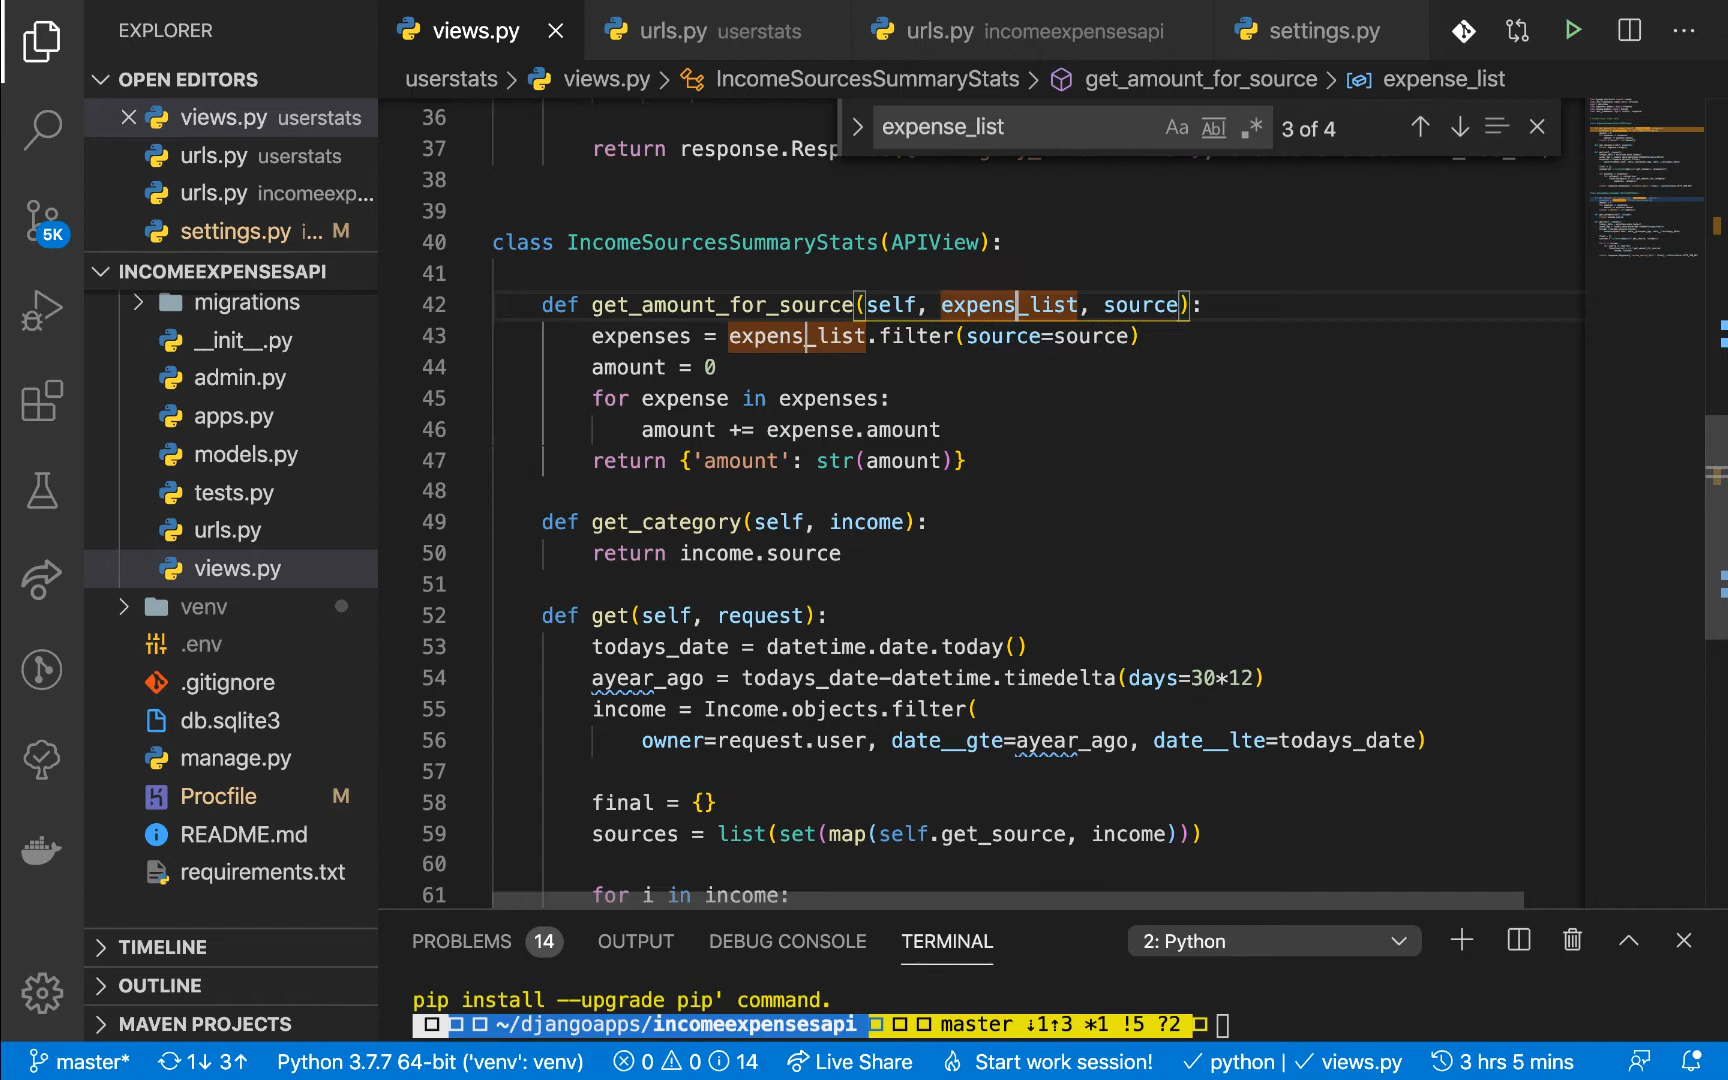 EXPLORER
OPEN EDITORS
views.py userstats
urls.py userstats
urls.py incomeexp...
settings.py i... M
5K
INCOMEEXPENSESAPI
migrations
__init__.py
admin.py
apps.py
models.py
tests.py
urls.py
views.py
venv
.env
.gitignore
db.sqlite3
manage.py
Procfile M
README.md
requirements.txt
TIMELINE
OUTLINE
MAVEN PROJECTS
views.py
urls.py userstats
urls.py incomeexpensesapi
settings.py
userstats > views.py > IncomeSourcesSummaryStats > get_amount_for_source > expense_list
expense_list Aa Abl .* 3 of 4
36
37 return response.Resp
38
39
40 class IncomeSourcesSummaryStats(APIView):
41
42 def get_amount_for_source(self, expens_list, source):
43 expenses = expens_list.filter(source=source)
44 amount = 0
45 for expense in expenses:
46 amount += expense.amount
47 return {'amount': str(amount)}
48
49 def get_category(self, income):
50 return income.source
51
52 def get(self, request):
53 todays_date = datetime.date.today()
54 ayear_ago = todays_date-datetime.timedelta(days=30*12)
55 income = Income.objects.filter(
56 owner=request.user, date__gte=ayear_ago, date__lte=todays_date)
57
58 final = {}
59 sources = list(set(map(self.get_source, income)))
60
61 for i in income:
PROBLEMS 14 OUTPUT DEBUG CONSOLE TERMINAL 2: Python
pip install --upgrade pip' command.
~/djangoapps/incomeexpensesapi master ↓1↑3 *1 !5 ?2
master* 1↓ 3↑ Python 3.7.7 64-bit ('venv': venv) 0 0 14 Live Share Start work session! ✓ python | ✓ views.py 3 hrs 5 mins